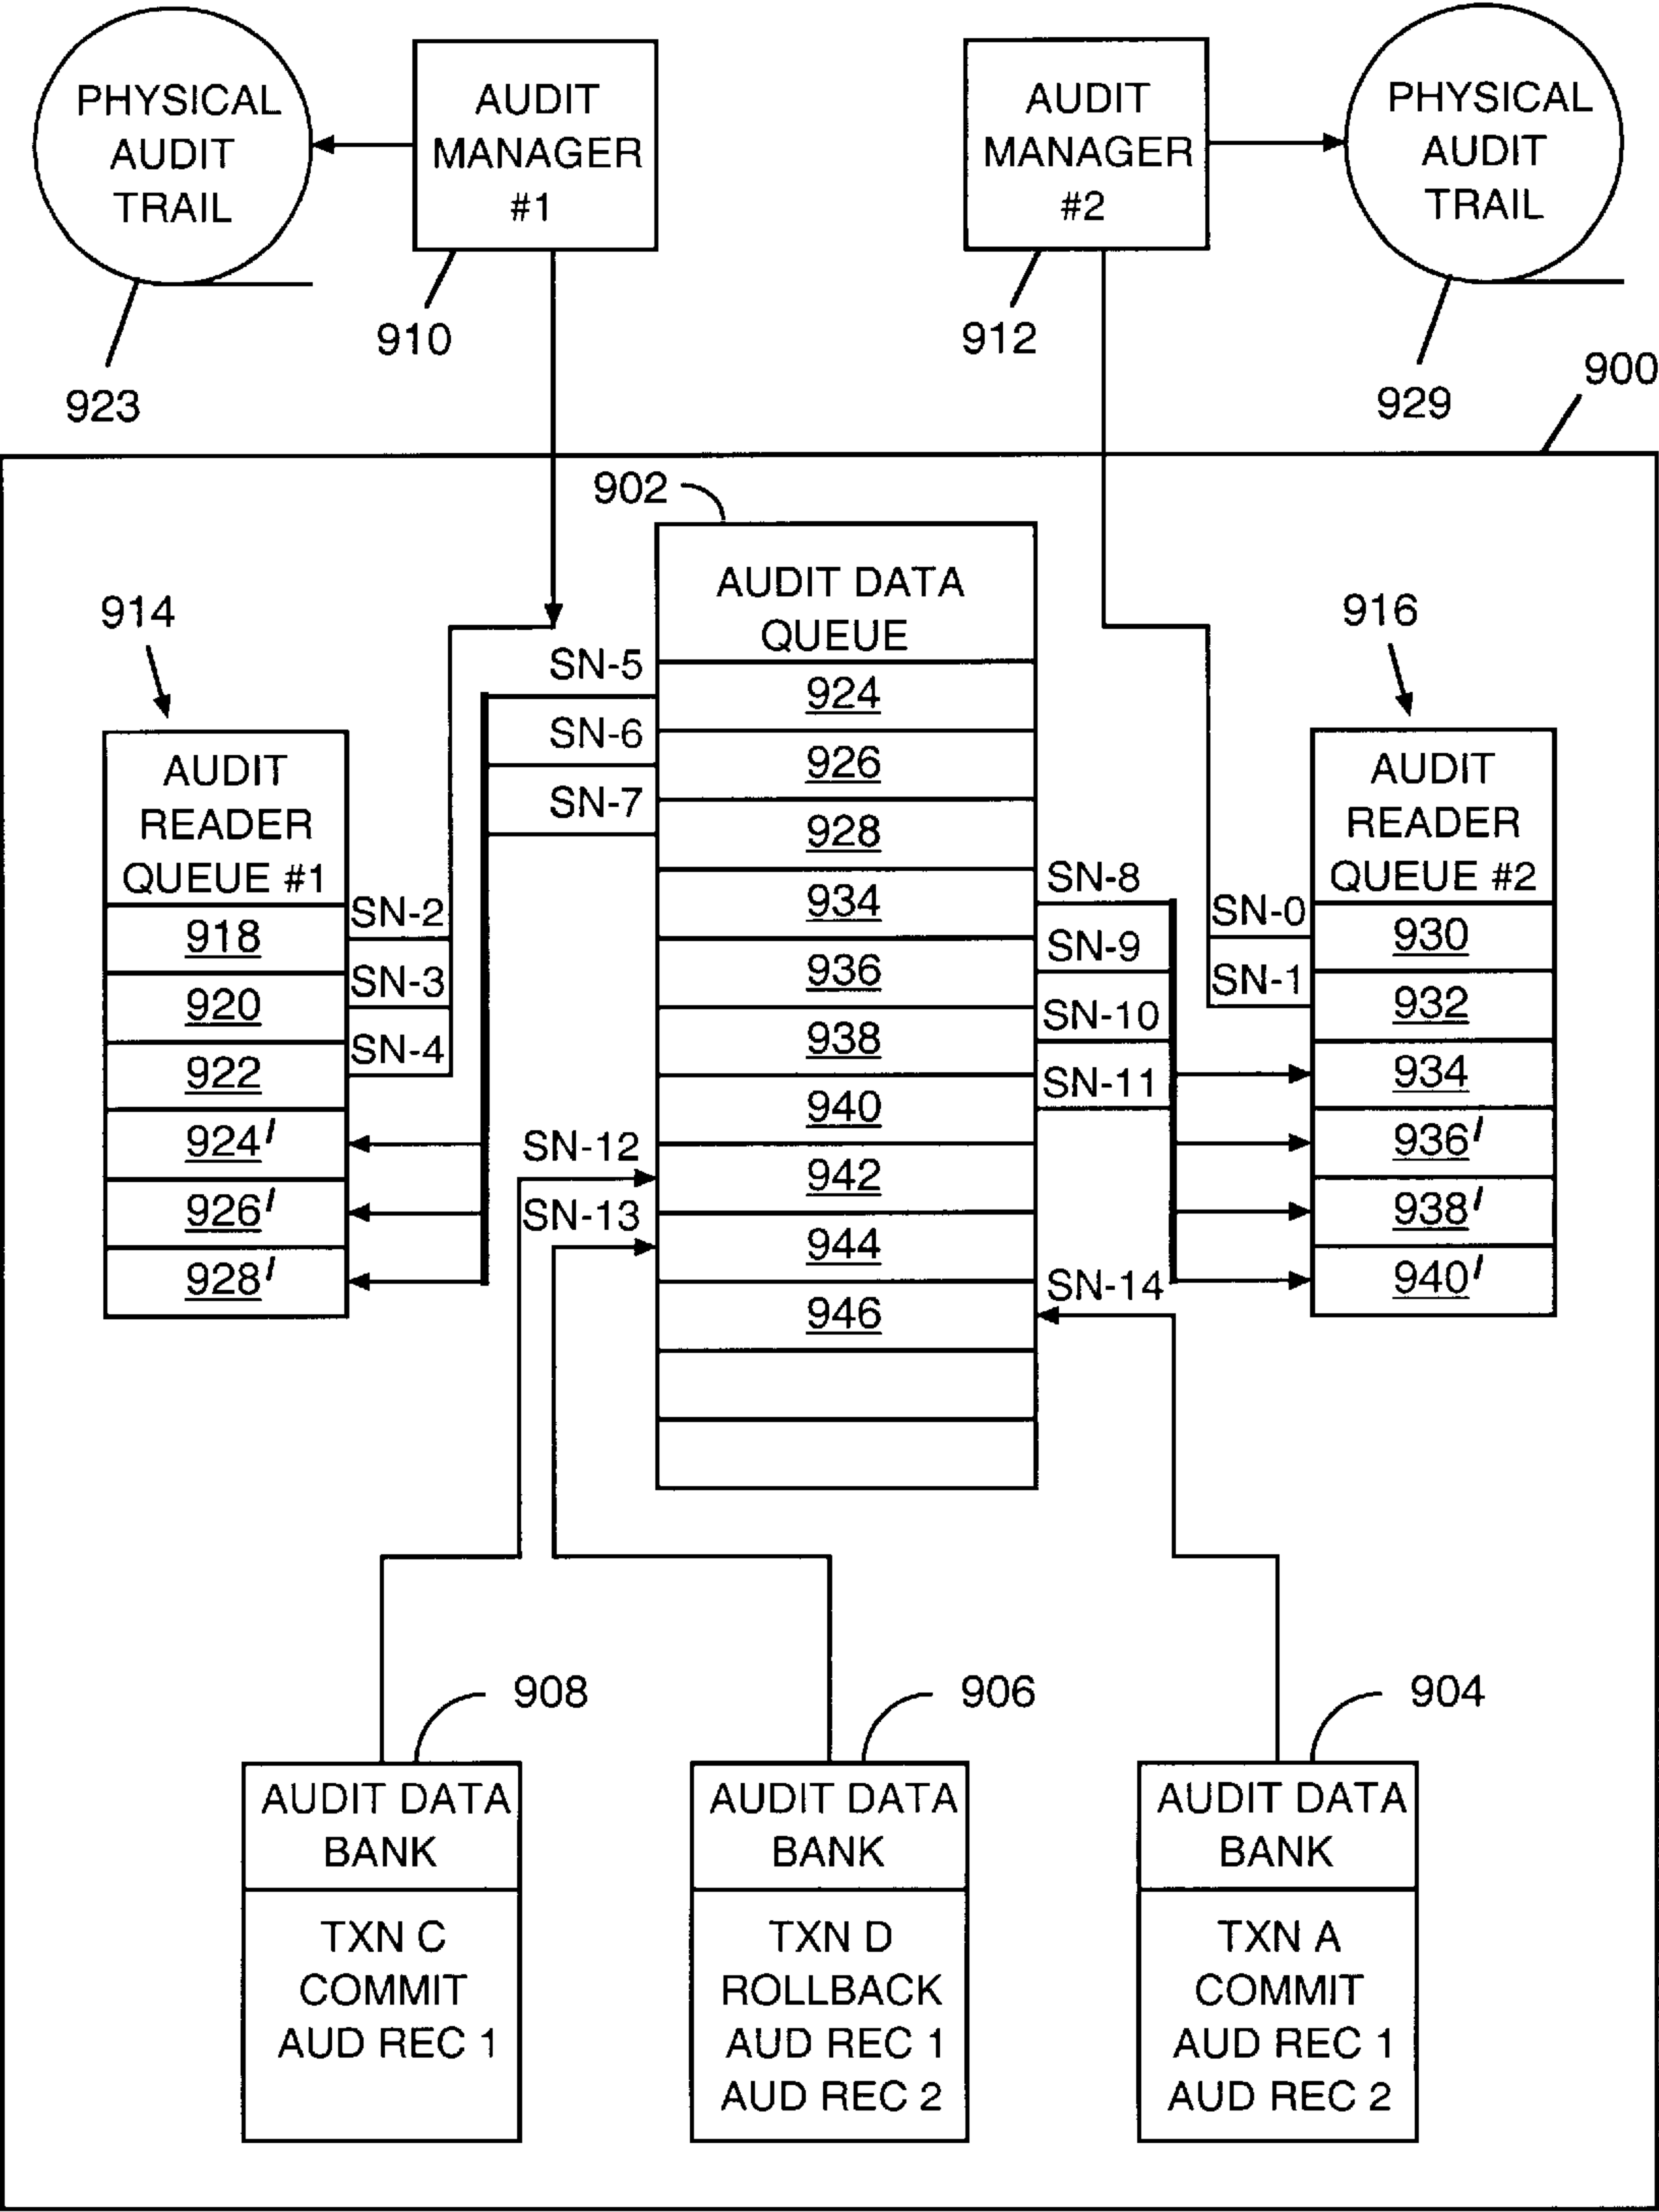 PHYSICAL
AUDIT
TRAIL
AUDIT
MANAGER
#1
AUDIT
MANAGER
#2
PHYSICAL
AUDIT
TRAIL
910
912
923
929
900
902
AUDIT DATA
QUEUE
924
926
928
934
936
938
940
942
944
946
914
AUDIT
READER
QUEUE #1
918
920
922
924'
926'
928'
SN-2
SN-3
SN-4
SN-5
SN-6
SN-7
SN-12
SN-13
SN-8
SN-9
SN-10
SN-11
SN-14
SN-0
SN-1
916
AUDIT
READER
QUEUE #2
930
932
934
936'
938'
940'
908
AUDIT DATA
BANK
TXN C
COMMIT
AUD REC 1
906
AUDIT DATA
BANK
TXN D
ROLLBACK
AUD REC 1
AUD REC 2
904
AUDIT DATA
BANK
TXN A
COMMIT
AUD REC 1
AUD REC 2